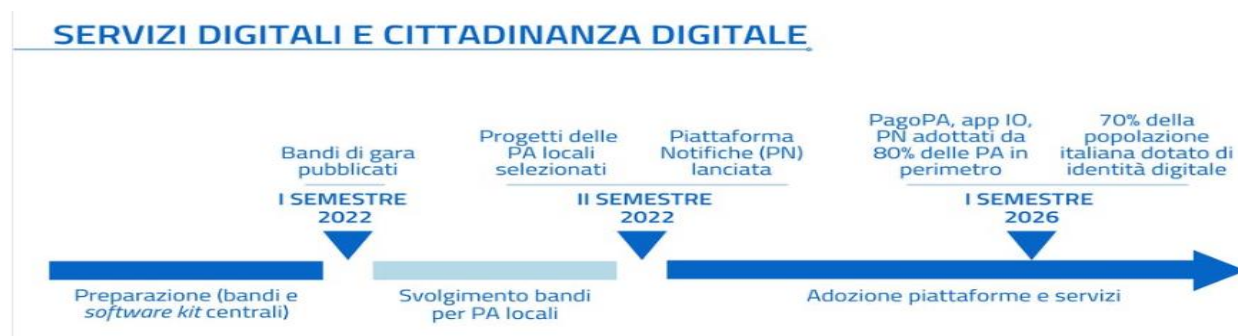 SERVIZI DIGITALI E CITTADINANZA DIGITALE
Bandi di gara
pubblicati
I SEMESTRE
2022
Progetti delle
PA locali
selezionati
Piattaforma
Notifiche (PN)
lanciata
II SEMESTRE
2022
PagoPA, app IO,
PN adottati da
80% delle PA in
perimetro
70% della
popolazione
italiana dotato di
identità digitale
I SEMESTRE
2026
Preparazione (bandi e
software kit centrali)
Svolgimento bandi
per PA locali
Adozione piattaforme e servizi